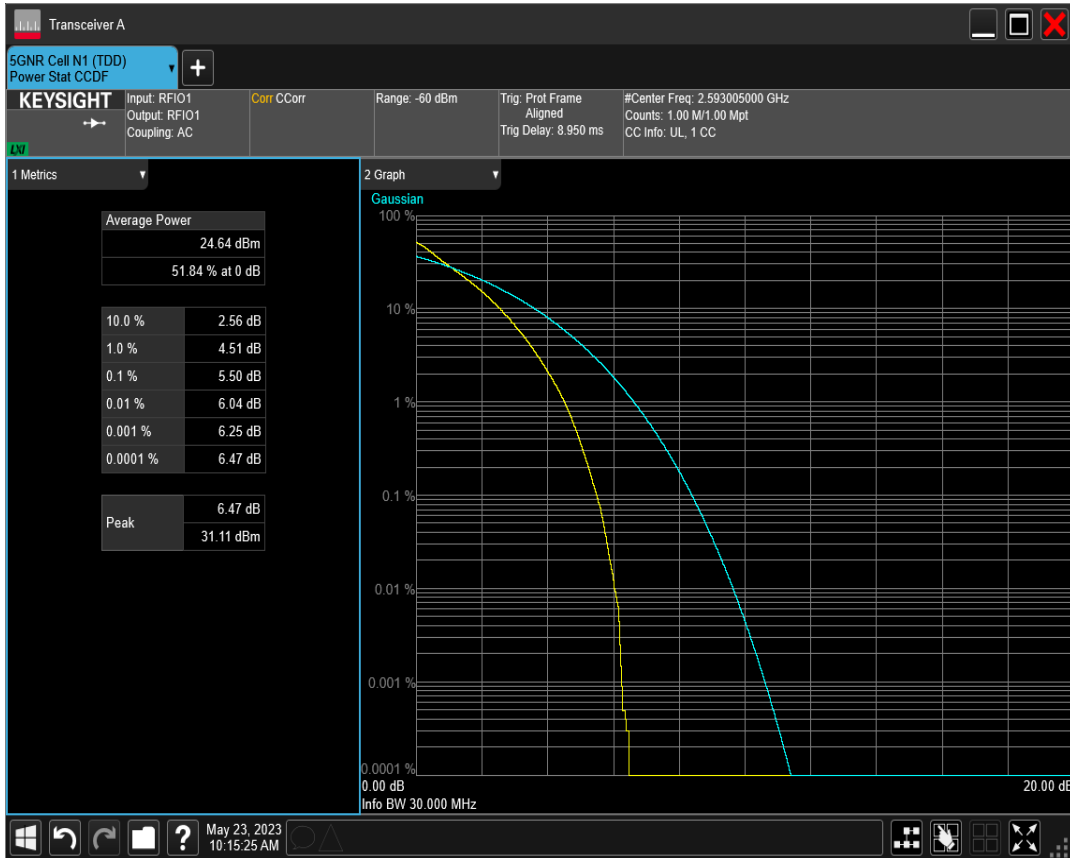 Transceiver A
5GNR Cell N1 (TDD)
Power Stat CCDF
+
KEYSIGHT
LXI
Input: RFIO1
Output: RFIO1
Coupling: AC
Corr CCorr
Range: -60 dBm
Trig: Prot Frame
Aligned
Trig Delay: 8.950 ms
#Center Freq: 2.593005000 GHz
Counts: 1.00 M/1.00 Mpt
CC Info: UL, 1 CC
1 Metrics
Average Power
24.64 dBm
51.84 % at 0 dB
10.0 % 2.56 dB
1.0 % 4.51 dB
0.1 % 5.50 dB
0.01 % 6.04 dB
0.001 % 6.25 dB
0.0001 % 6.47 dB
Peak 6.47 dB
31.11 dBm
2 Graph
Gaussian
100 %
10 %
1 %
0.1 %
0.01 %
0.001 %
0.0001 %
0.00 dB 20.00 dB
Info BW 30.000 MHz
?
May 23, 2023
10:15:25 AM